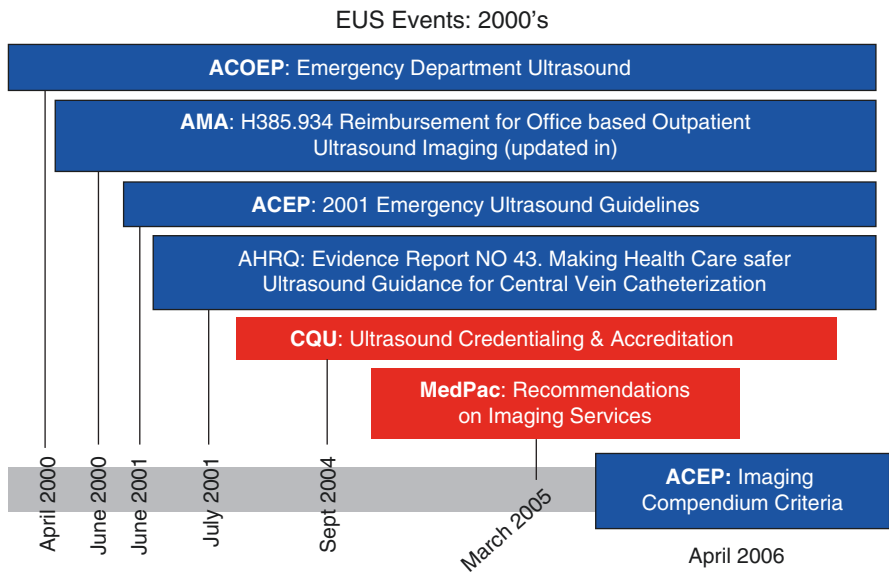 EUS Events: 2000's
ACOEP: Emergency Department Ultrasound
AMA: H385.934 Reimbursement for Office based Outpatient
Ultrasound Imaging (updated in)
ACEP: 2001 Emergency Ultrasound Guidelines
AHRQ: Evidence Report NO 43. Making Health Care safer
Ultrasound Guidance for Central Vein Catheterization
CQU: Ultrasound Credentialing & Accreditation
MedPac: Recommendations
on Imaging Services
ACEP: Imaging
Compendium Criteria
April 2000
June 2000
June 2001
July 2001
Sept 2004
March 2005
April 2006